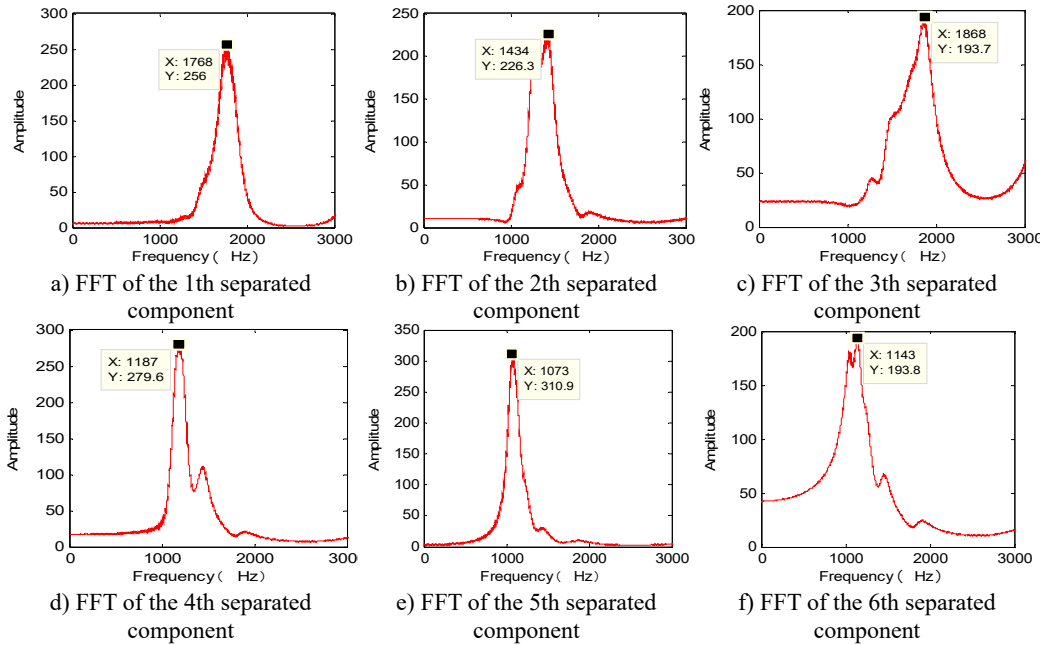 300
250
200
150
100
50
0
Amplitude
X: 1768
Y: 256
0 1000 2000 3000
Frequency( Hz)
a) FFT of the 1th separated
component
250
200
150
100
50
0
Amplitude
X: 1434
Y: 226.3
0 1000 2000 3000
Frequency( Hz)
b) FFT of the 2th separated
component
200
150
100
50
0
Amplitude
X: 1868
Y: 193.7
0 1000 2000 3000
Frequency( Hz)
c) FFT of the 3th separated
component
300
250
200
150
100
50
0
Amplitude
X: 1187
Y: 279.6
0 1000 2000 3000
Frequency( Hz)
d) FFT of the 4th separated
component
350
300
250
200
150
100
50
0
Amplitude
X: 1073
Y: 310.9
0 1000 2000 3000
Frequency( Hz)
e) FFT of the 5th separated
component
200
150
100
50
0
Amplitude
X: 1143
Y: 193.8
0 1000 2000 3000
Frequency( Hz)
f) FFT of the 6th separated
component